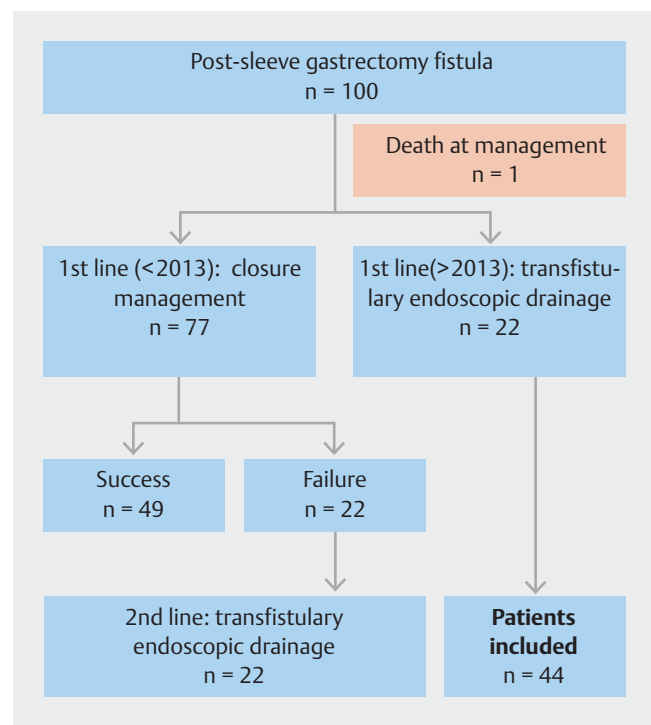 Post-sleeve gastrectomy fistula
n = 100
Death at management
n = 1
1st line (<2013): closure
management
n = 77
1st line(>2013): transfistu-
lary endoscopic drainage
n = 22
Success
n = 49
Failure
n = 22
2nd line: transfistulary
endoscopic drainage
n = 22
Patients
included
n = 44